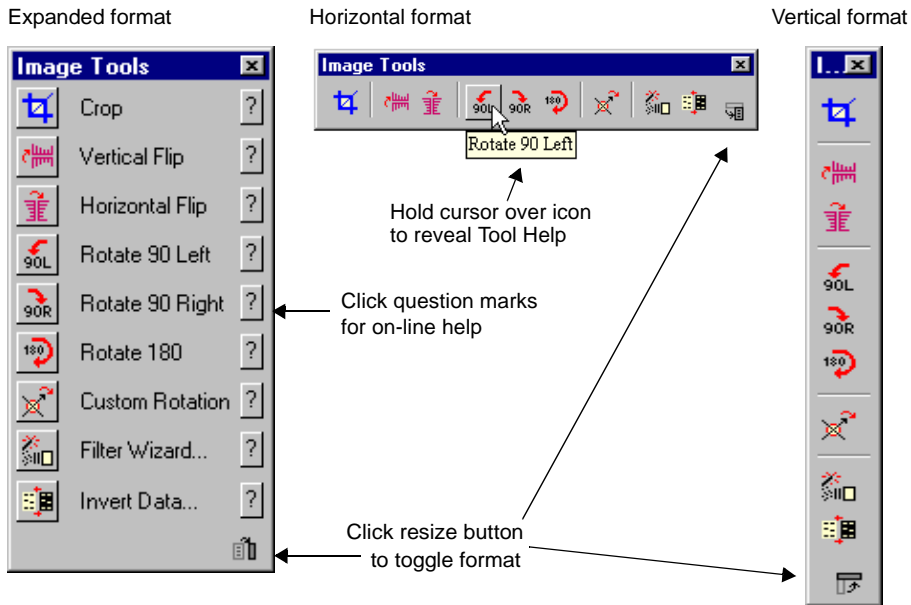 Expanded format
Horizontal format
Vertical format
Image Tools
Crop ?
Vertical Flip ?
Horizontal Flip ?
90L Rotate 90 Left ?
90R Rotate 90 Right ?
180 Rotate 180 ?
Custom Rotation ?
Filter Wizard... ?
Invert Data... ?
Image Tools
90L 90R 180
Rotate 90 Left
Hold cursor over icon
to reveal Tool Help
Click question marks
for on-line help
Click resize button
to toggle format
I...
90L
90R
180